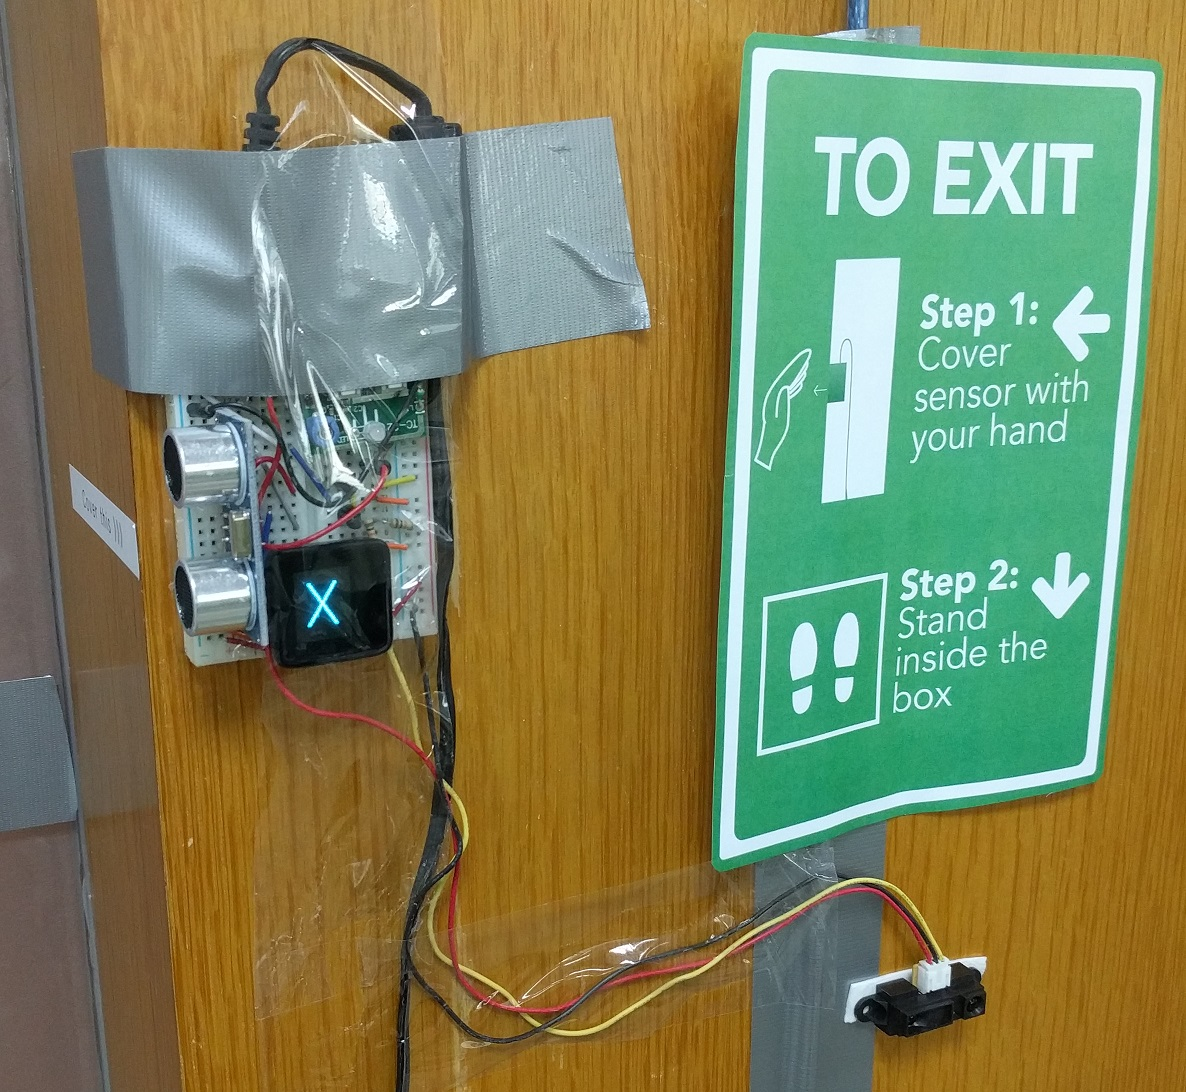 TO EXIT
Step 1:
Cover
sensor with
your hand
Step 2:
Stand
inside the
box
Cover this )))
X